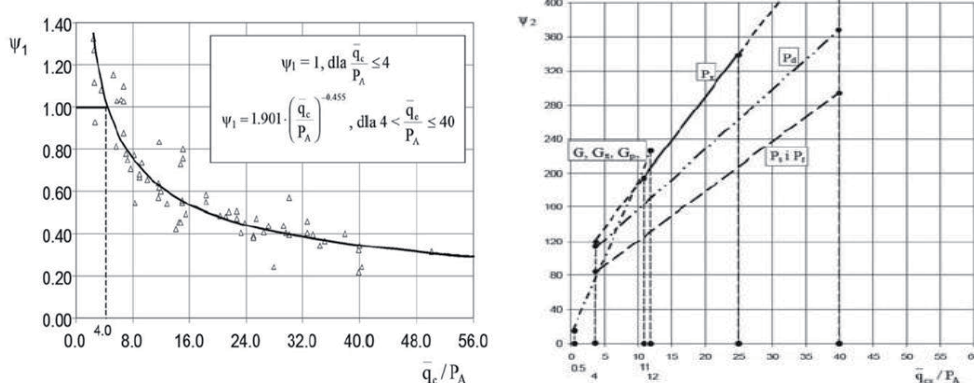 ψ₁
1.40
1.20
1.00
0.80
0.60
0.40
0.20
0.00
0.0 8.0 16.0 24.0 32.0 40.0 48.0 56.0
4.0
q̄c / PA
ψ₁ = 1, dla q̄c / PA ≤ 4
ψ₁ = 1.901·(q̄c / PA)^-0.455, dla 4 < q̄c / PA ≤ 40
Ψ₂
400
360
320
280
240
200
160
120
80
40
0
0 5 10 15 20 25 30 35 40 45 50 55 60
0.5 4 11 12
Pd
G, Gπ, Gp,
q̄cs / PA